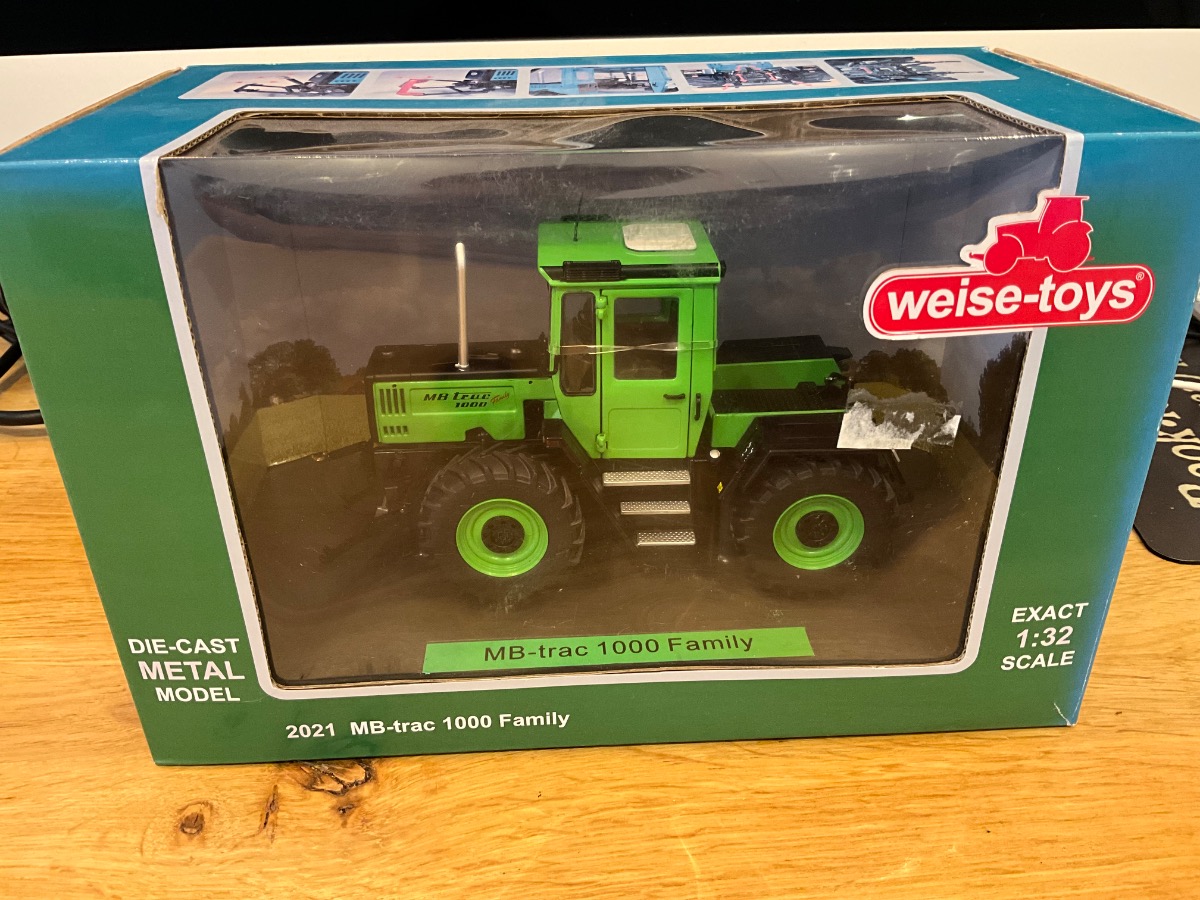 weise-toys®
MB trac
1000 Family
MB-trac 1000 Family
DIE-CAST
METAL
MODEL
EXACT
1:32
SCALE
2021 MB-trac 1000 Family